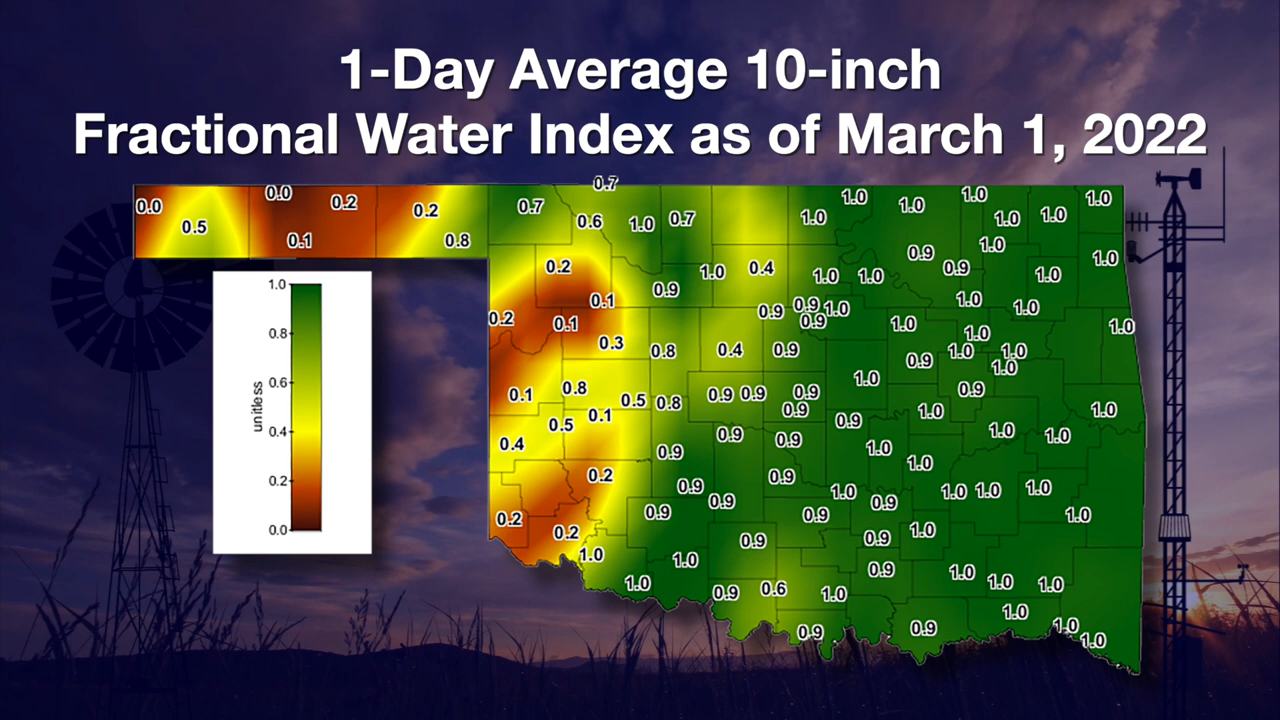 1-Day Average 10-inch
Fractional Water Index as of March 1, 2022
0.7
0.0 0.0 0.2 0.2 0.7 0.6 1.0 0.7 1.0 1.0 1.0 1.0 1.0 1.0 1.0
0.5 0.1 0.8 0.9 1.0 1.0
0.2 1.0 0.4 1.0 1.0 0.9 1.0
1.0 0.1 0.9 0.9 0.9 1.0 1.0 1.0
0.8 0.2 0.1 0.9 1.0 1.0 1.0
0.3 0.8 0.4 0.9 0.9 1.0 1.0 1.0
0.6 0.1 0.8 0.5 0.8 0.9 0.9 0.9 1.0 0.9
unitless
0.5 0.1 0.9 0.9 1.0 1.0
0.4 0.4 0.9 0.9 0.9 1.0 1.0 1.0
0.2 0.2 0.9 0.9 1.0
0.9 0.9 1.0 0.9 1.0 1.0 1.0
0.0 0.2 0.2 0.9 0.9 1.0 1.0
1.0 1.0 0.9 0.9
1.0 0.9 0.6 1.0 0.9 1.0 1.0 1.0
0.9 0.9 1.0 1.0 1.0